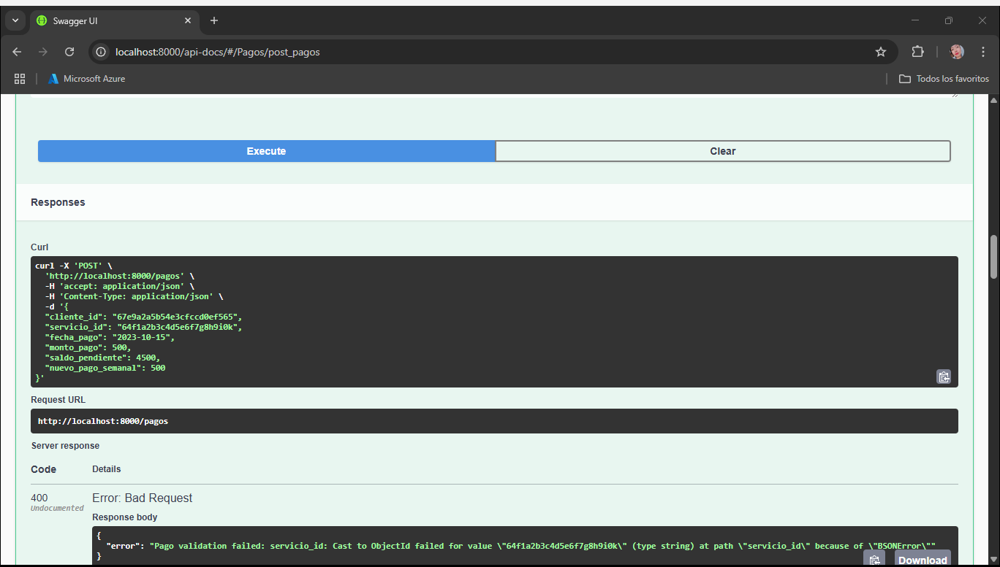 Swagger UI
localhost:8000/api-docs/#/Pagos/post_pagos
Microsoft Azure
Todos los favoritos
Execute
Clear
Responses
Curl
curl -X 'POST' \
'http://localhost:8000/pagos' \
-H 'accept: application/json' \
-H 'Content-Type: application/json' \
-d '{
"cliente_id": "67e9a2a5b54e3cfccd0ef565",
"servicio_id": "64f1a2b3c4d5e6f7g8h9i0k",
"fecha_pago": "2023-10-15",
"monto_pago": 500,
"saldo_pendiente": 4500,
"nuevo_pago_semanal": 500
}'
Request URL
http://localhost:8000/pagos
Server response
Code
Details
400
Undocumented
Error: Bad Request
Response body
{
"error": "Pago validation failed: servicio_id: Cast to ObjectId failed for value \"64f1a2b3c4d5e6f7g8h9i0k\" (type string) at path \"servicio_id\" because of \"BSONError\""
}
Download